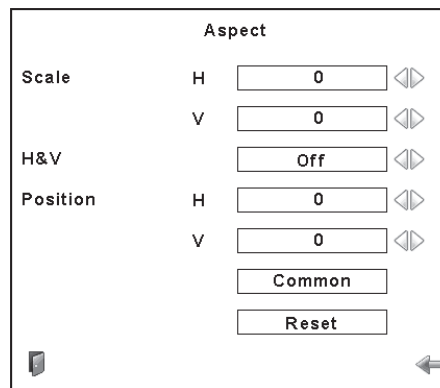 Aspect
Scale H 0
V 0
H&V Off
Position H 0
V 0
Common
Reset